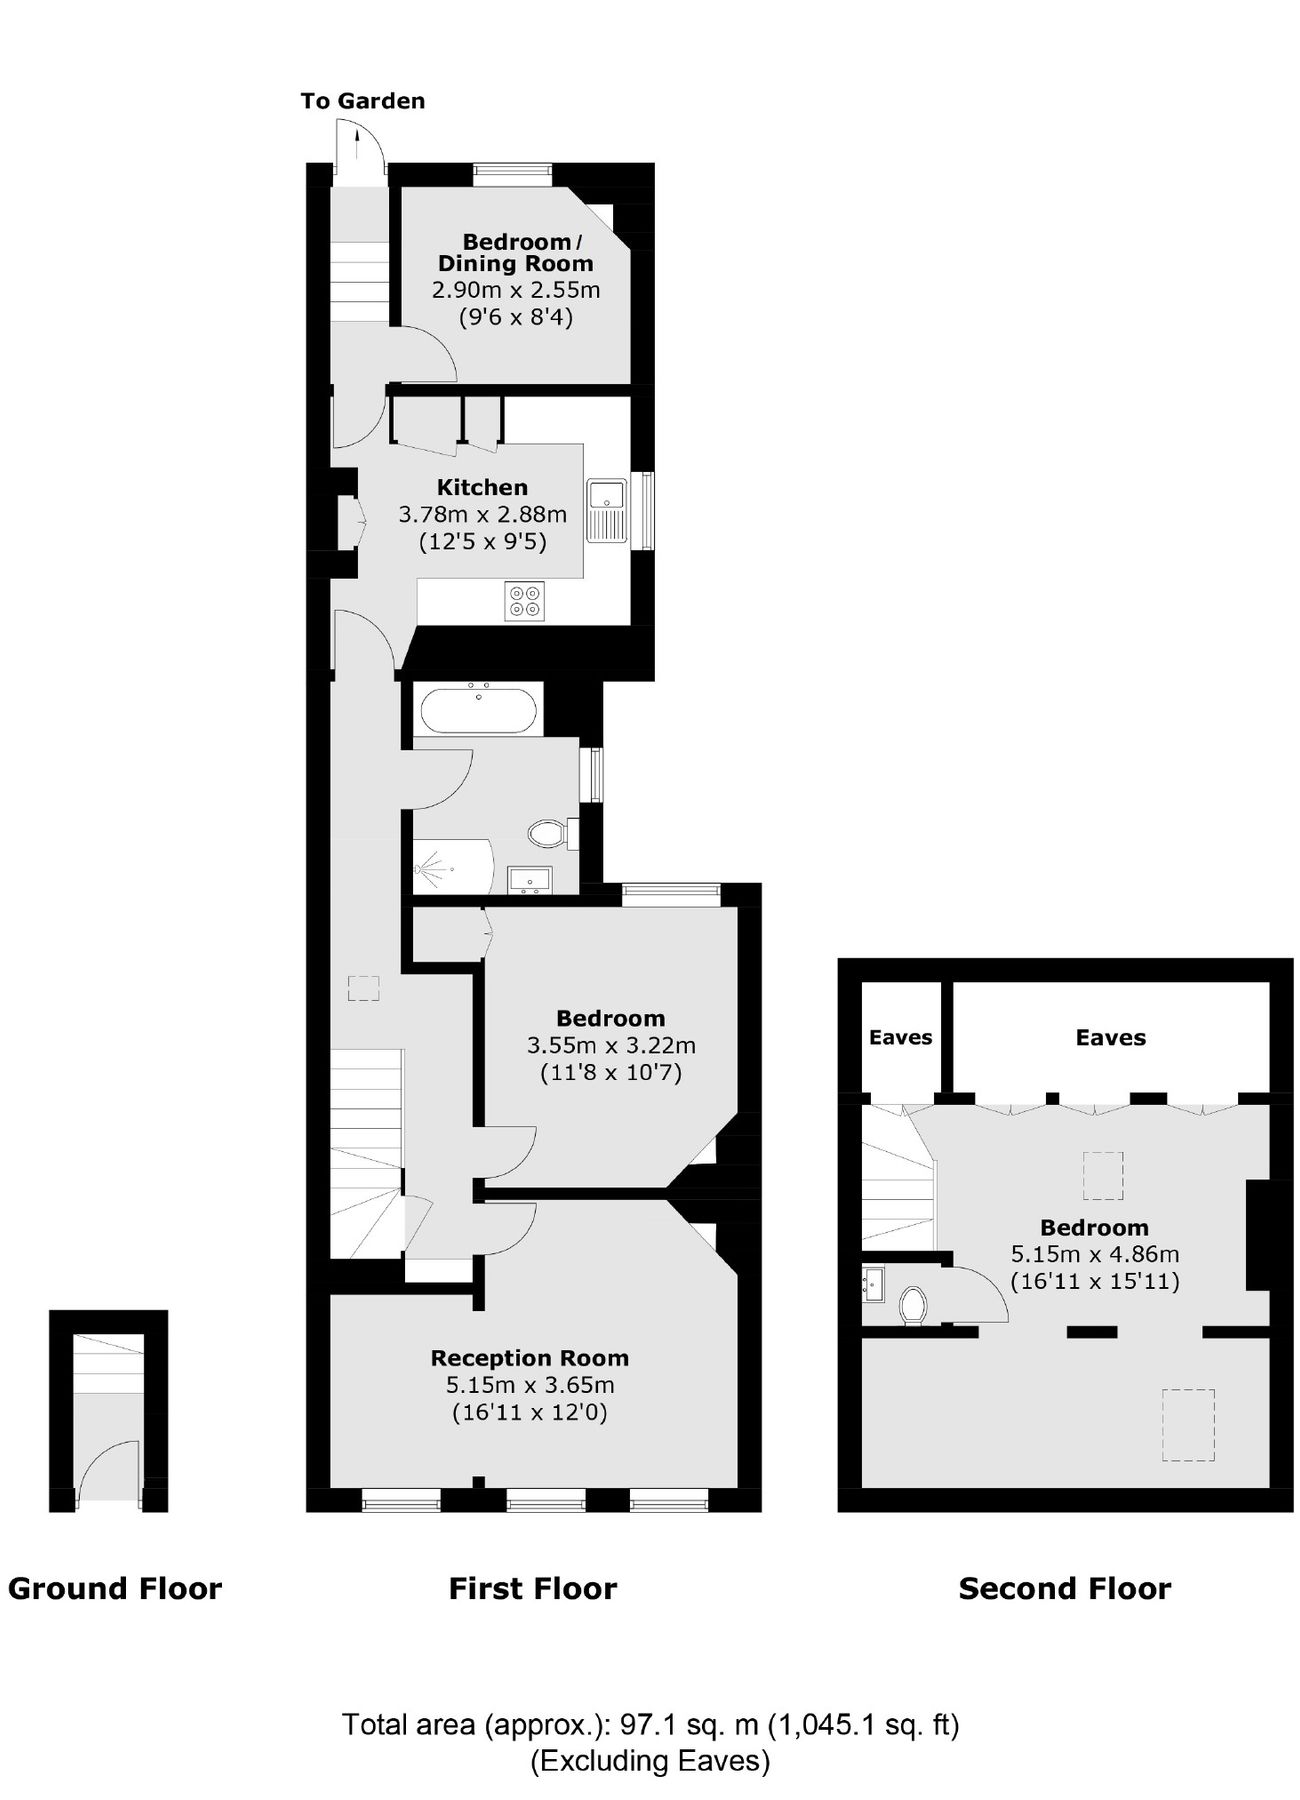 To Garden
Bedroom/
Dining Room
2.90m x 2.55m
(9'6 x 8'4)
Kitchen
3.78m x 2.88m
(12'5 x 9'5)
Bedroom
3.55m x 3.22m
(11'8 x 10'7)
Reception Room
5.15m x 3.65m
(16'11 x 12'0)
Eaves
Eaves
Bedroom
5.15m x 4.86m
(16'11 x 15'11)
Ground Floor
First Floor
Second Floor
Total area (approx.): 97.1 sq. m (1,045.1 sq. ft)
(Excluding Eaves)